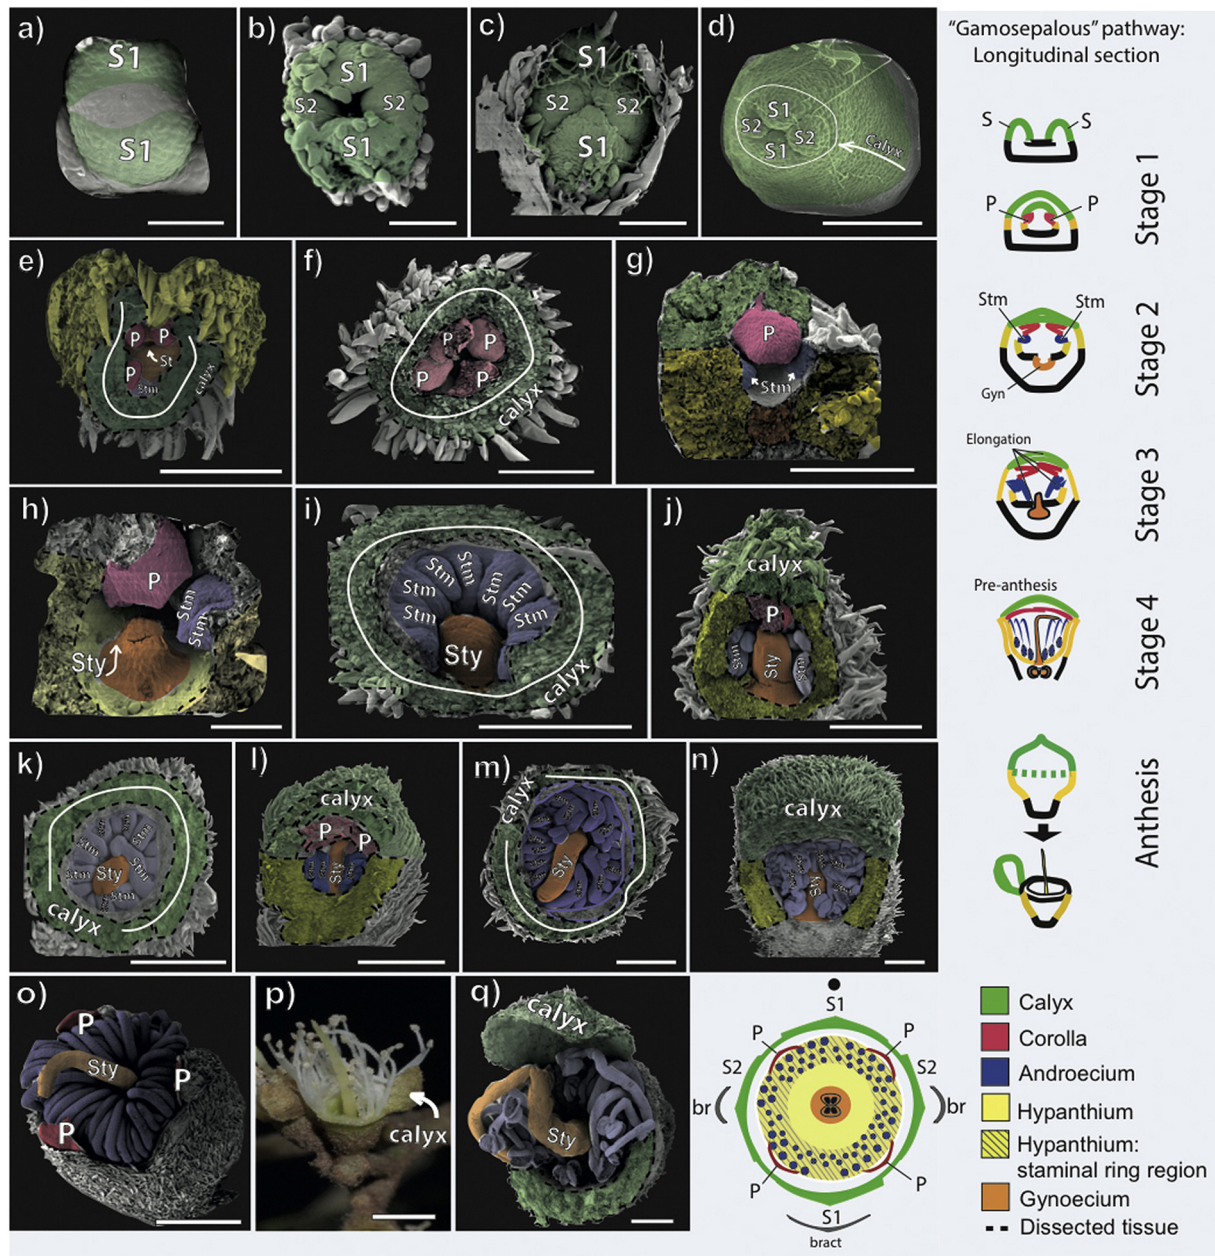 a)
S1
S1
b)
S1
S2
S2
S1
c)
S1
S2
S2
S1
d)
S1
S2
S2
S1
Calyx
“Gamosepalous” pathway:
Longitudinal section
S
S
P
P
Stage 1
e)
P
P
St
P
Stm
calyx
f)
P
P
P
P
calyx
g)
P
Stm
Stm
Stm
Gyn
Stage 2
Elongation
Stage 3
h)
P
Stm
Stm
Sty
i)
Stm
Stm
Stm
Stm
Stm
Stm
Stm
Sty
calyx
j)
calyx
P
Stm
Sty
Stm
Pre-anthesis
Stage 4
k)
Stm
Stm
Stm
Stm
Stm
Sty
calyx
l)
calyx
P
P
Sty
m)
calyx
Sty
n)
calyx
Sty
Anthesis
o)
P
Sty
P
P
p)
calyx
q)
calyx
Sty
S1
P
P
S2
S2
br
br
P
P
S1
bract
Calyx
Corolla
Androecium
Hypanthium
Hypanthium:
staminal ring region
Gynoecium
Dissected tissue